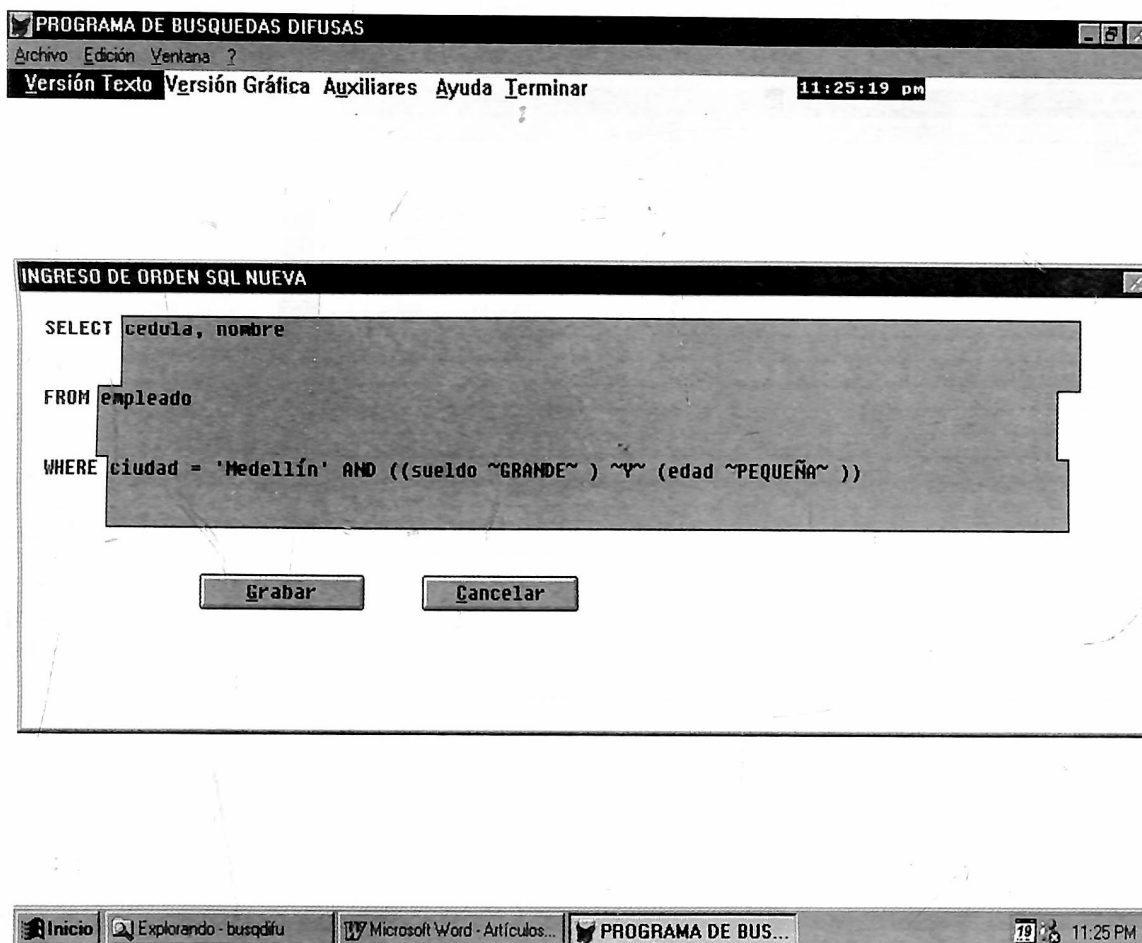 PROGRAMA DE BUSQUEDAS DIFUSAS
Archivo Edición Ventana ?
Versión Texto Versión Gráfica Auxiliares Ayuda Terminar 11:25:19 pm
INGRESO DE ORDEN SQL NUEVA
SELECT cedula, nombre
FROM empleado
WHERE ciudad = 'Medellín' AND ((sueldo ~GRANDE~ ) ~Y~ (edad ~PEQUEÑA~ ))
Grabar Cancelar
Inicio Explorando - busqdifu Microsoft Word - Artículos... PROGRAMA DE BUS... 19 11:25 PM